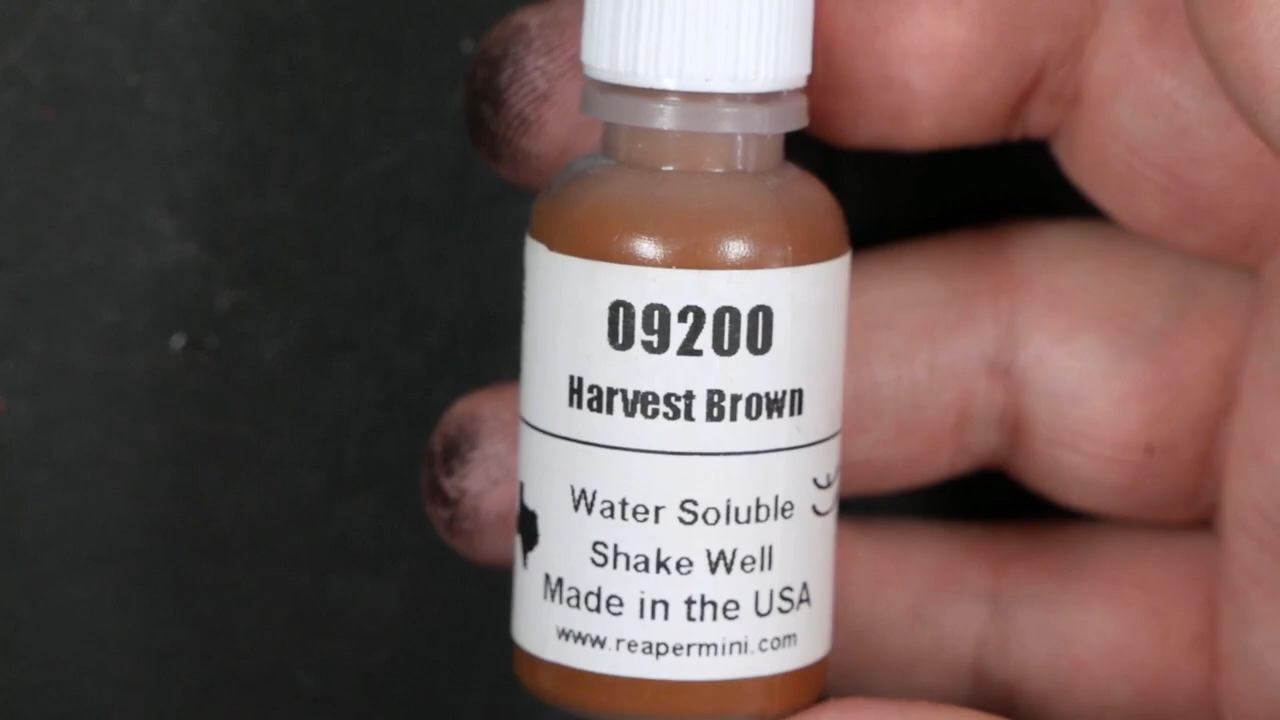 09200
Harvest Brown
Water Soluble
Shake Well
Made in the USA
www.reapermini.com